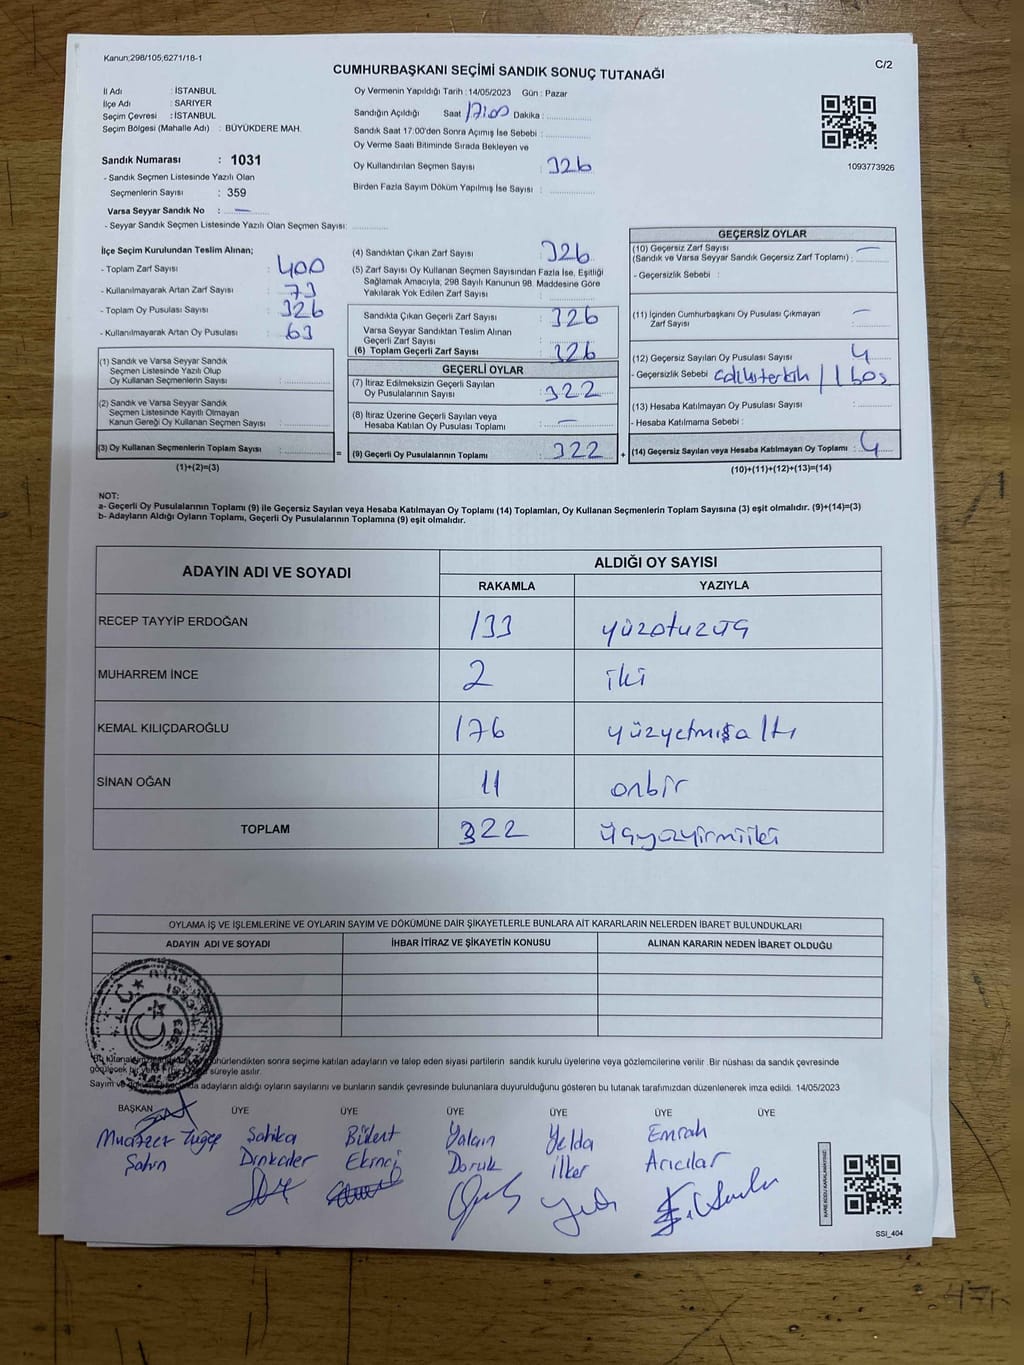 Kanun;298/105,6271/18-1
CUMHURBAŞKANI SEÇİMİ SANDIK SONUÇ TUTANAĞI
C/2
İl Adı : İSTANBUL
İlçe Adı : SARIYER
Seçim Çevresi : İSTANBUL
Seçim Bölgesi (Mahalle Adı) : BÜYÜKDERE MAH.
Sandık Numarası : 1031
- Sandık Seçmen Listesinde Yazılı Olan
Seçmenlerin Sayısı : 359
Varsa Seyyar Sandık No : —
- Seyyar Sandık Seçmen Listesinde Yazılı Olan Seçmen Sayısı:
Oy Vermenin Yapıldığı Tarih : 14/05/2023 Gün : Pazar
Sandığın Açıldığı Saat 17:00 Dakika :
Sandık Saat 17:00'den Sonra Açımış İse Sebebi :
Oy Verme Saati Bitiminde Sırada Bekleyen ve
Oy Kullandırılan Seçmen Sayısı : 326
Birden Fazla Sayım Döküm Yapılmış İse Sayısı :
1093773926
İlçe Seçim Kurulundan Teslim Alınan;
- Toplam Zarf Sayısı : 400
- Kullanılmayarak Artan Zarf Sayısı : 73
- Toplam Oy Pusulası Sayısı : 326
- Kullanılmayarak Artan Oy Pusulası : 63
(1) Sandık ve Varsa Seyyar Sandık
Seçmen Listesinde Yazılı Olup
Oy Kullanan Seçmenlerin Sayısı :
(2) Sandık ve Varsa Seyyar Sandık
Seçmen Listesinde Kayıtlı Olmayan
Kanun Gereği Oy Kullanan Seçmen Sayısı :
(3) Oy Kullanan Seçmenlerin Toplam Sayısı :
(1)+(2)=(3)
(4) Sandıktan Çıkan Zarf Sayısı : 326
(5) Zarf Sayısı Oy Kullanan Seçmen Sayısından Fazla İse, Eşitliği
Sağlamak Amacıyla, 298 Sayılı Kanunun 98. Maddesine Göre
Yakılarak Yok Edilen Zarf Sayısı :
Sandıkta Çıkan Geçerli Zarf Sayısı : 326
Varsa Seyyar Sandıktan Teslim Alınan
Geçerli Zarf Sayısı :
(6) Toplam Geçerli Zarf Sayısı : 326
GEÇERLİ OYLAR
(7) İtiraz Edilmeksizin Geçerli Sayılan
Oy Pusulalarının Sayısı : 322
(8) İtiraz Üzerine Geçerli Sayılan veya
Hesaba Katılan Oy Pusulası Toplamı : —
= (9) Geçerli Oy Pusulalarının Toplamı : 322
GEÇERSİZ OYLAR
(10) Geçersiz Zarf Sayısı
(Sandık ve Varsa Seyyar Sandık Geçersiz Zarf Toplamı) : —
- Geçersizlik Sebebi :
(11) İçinden Cumhurbaşkanı Oy Pusulası Çıkmayan
Zarf Sayısı : —
(12) Geçersiz Sayılan Oy Pusulası Sayısı : 4
- Geçersizlik Sebebi / 1 boş
(13) Hesaba Katılmayan Oy Pusulası Sayısı :
- Hesaba Katılmama Sebebi :
+ (14) Geçersiz Sayılan veya Hesaba Katılmayan Oy Toplamı : 4
(10)+(11)+(12)+(13)=(14)
NOT:
a- Geçerli Oy Pusulalarının Toplamı (9) ile Geçersiz Sayılan veya Hesaba Katılmayan Oy Toplamı (14) Toplamları, Oy Kullanan Seçmenlerin Toplam Sayısına (3) eşit olmalıdır. (9)+(14)=(3)
b- Adayların Aldığı Oyların Toplamı, Geçerli Oy Pusulalarının Toplamına (9) eşit olmalıdır.
ADAYIN ADI VE SOYADI
ALDIĞI OY SAYISI
RAKAMLA YAZIYLA
RECEP TAYYİP ERDOĞAN 133 yüzotuzüç
MUHARREM İNCE 2 iki
KEMAL KILIÇDAROĞLU 176 yüzyetmişaltı
SİNAN OĞAN 11 onbir
TOPLAM 322 üçyüzyirmiiki
OYLAMA İŞ VE İŞLEMLERİNE VE OYLARIN SAYIM VE DÖKÜMÜNE DAİR ŞİKAYETLERLE BUNLARA AİT KARARLARIN NELERDEN İBARET BULUNDUKLARI
ADAYIN ADI VE SOYADI İHBAR İTİRAZ VE ŞİKAYETİN KONUSU ALINAN KARARIN NEDEN İBARET OLDUĞU
Bu tutanak mühürlendikten sonra seçime katılan adayların ve talep eden siyasi partilerin sandık kurulu üyelerine veya gözlemcilerine verilir .Bir nüshası da sandık çevresinde
görülecek bir süreyle asılır.
Sayım ve adayların aldığı oyların sayılarını ve bunların sandık çevresinde bulunanlara duyurulduğunu gösteren bu tutanak tarafımızdan düzenlenerek imza edildi. 14/05/2023
BAŞKAN ÜYE ÜYE ÜYE ÜYE ÜYE ÜYE
Muazzez Tuğçe Şahin
Sahika Dinkciler
Bülent Ekinci
Yalçın Doruk
Yelda İlker
Emrah Arıcılar
KARE KODU KARALAMAYINIZ!
SSI_404